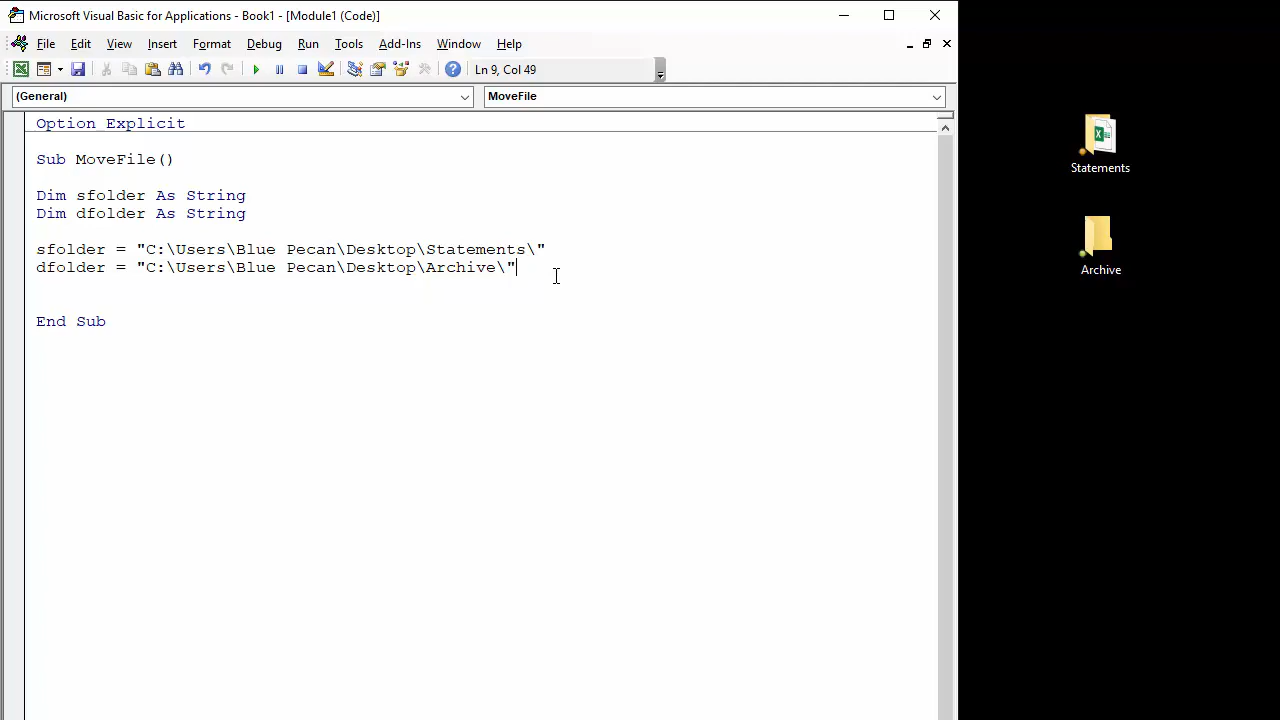 Microsoft Visual Basic for Applications - Book1 - [Module1 (Code)]
File Edit View Insert Format Debug Run Tools Add-Ins Window Help
Ln 9, Col 49
(General) MoveFile
Option Explicit
Sub MoveFile()
Dim sfolder As String
Dim dfolder As String
sfolder = "C:\Users\Blue Pecan\Desktop\Statements\"
dfolder = "C:\Users\Blue Pecan\Desktop\Archive\"
End Sub
Statements
Archive